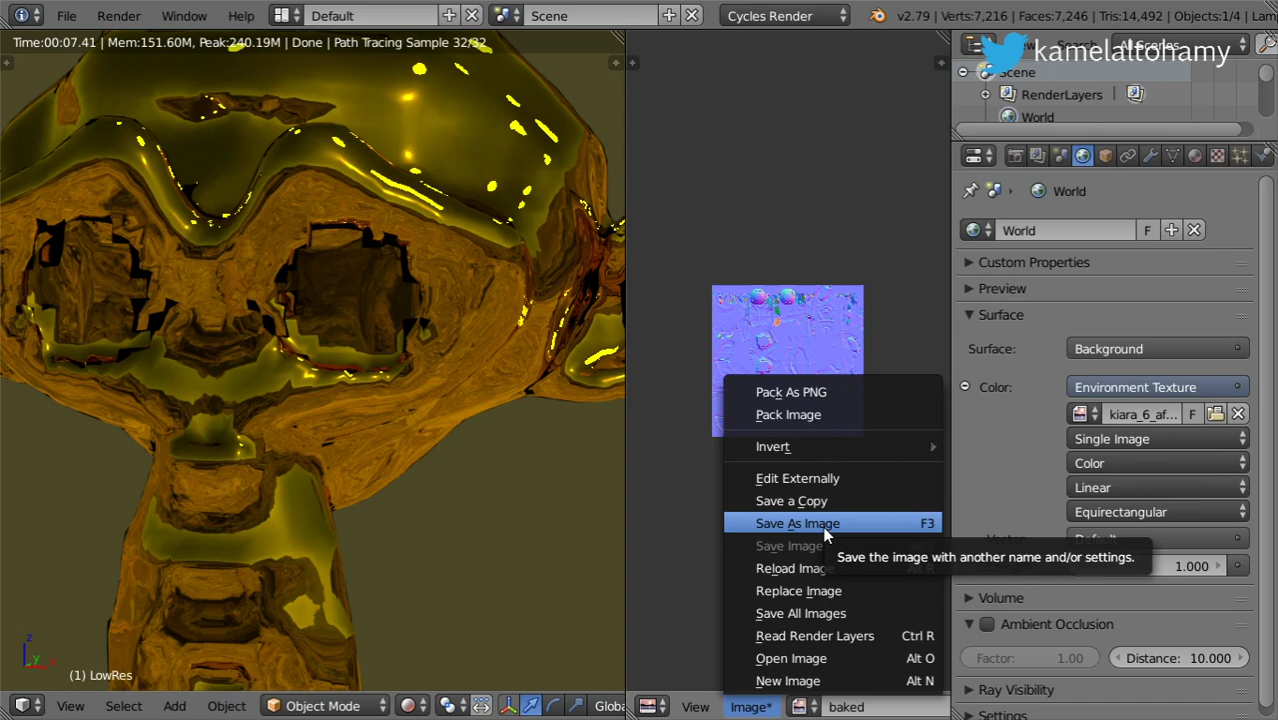 File Render Window Help Default Scene Cycles Render v2.79 | Verts:7,216 | Faces:7,246 | Tris:14,492 | Objects:1/4 | Lam
Time:00:07.41 | Mem:151.60M, Peak:240.19M | Done | Path Tracing Sample 32/32
kamelaltohamy
Scene
RenderLayers
World
World
World F
Custom Properties
Preview
Surface
Surface: Background
Color: Environment Texture
kiara_6_af... F
Single Image
Color
Linear
Equirectangular
Default
1.000
Volume
Ambient Occlusion
Factor: 1.00 Distance: 10.000
Ray Visibility
Settings
Pack As PNG
Pack Image
Invert
Edit Externally
Save a Copy
Save As Image F3
Save Image
Reload Image Alt R
Replace Image
Save All Images
Read Render Layers Ctrl R
Open Image Alt O
New Image Alt N
Save the image with another name and/or settings.
z
y
(1) LowRes
View Select Add Object Object Mode Globa
View Image* baked